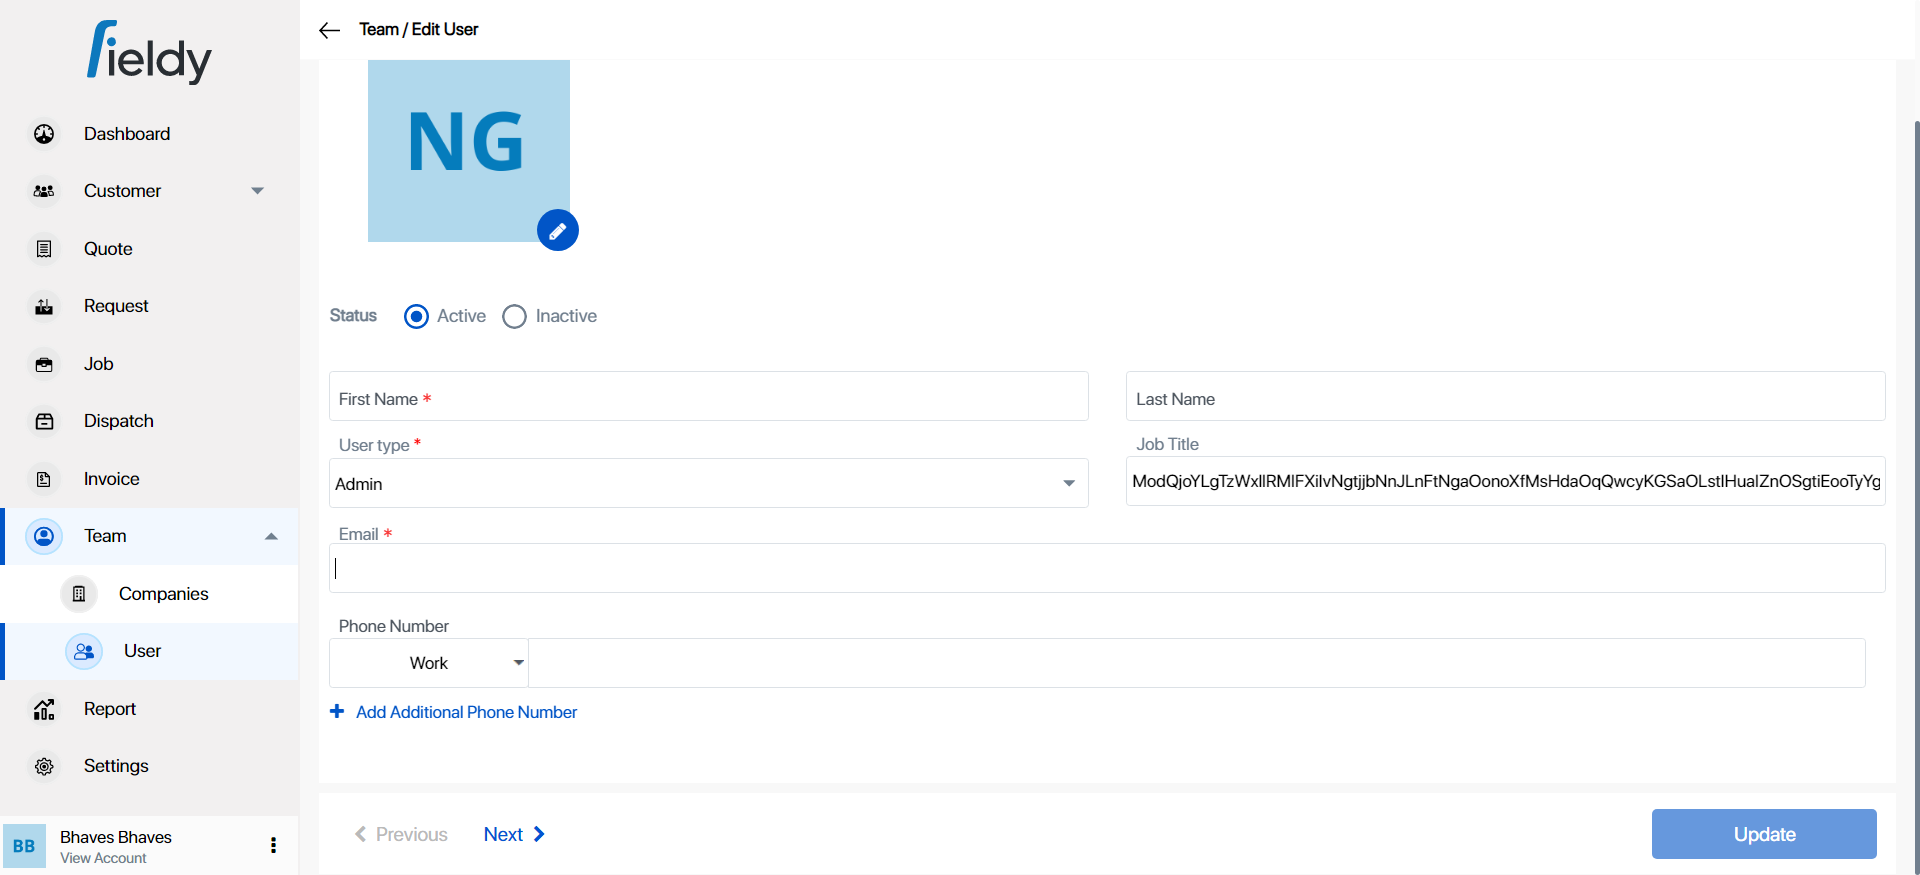 fieldy
Team / Edit User
NG
Dashboard
Customer
Quote
Request
Job
Dispatch
Invoice
Team
Companies
User
Report
Settings
BB
Bhaves Bhaves
View Account
Status
Active
Inactive
First Name *
Last Name
User type *
Admin
Job Title
ModQjoYLgTzWxIlRMlFXilvNgtjjbNnJLnFtNgaOonoXfMsHdaOqQwcyKGSaOLstlHualZnOSgtiEooTyYg
Email *
Phone Number
Work
+ Add Additional Phone Number
Previous
Next
Update